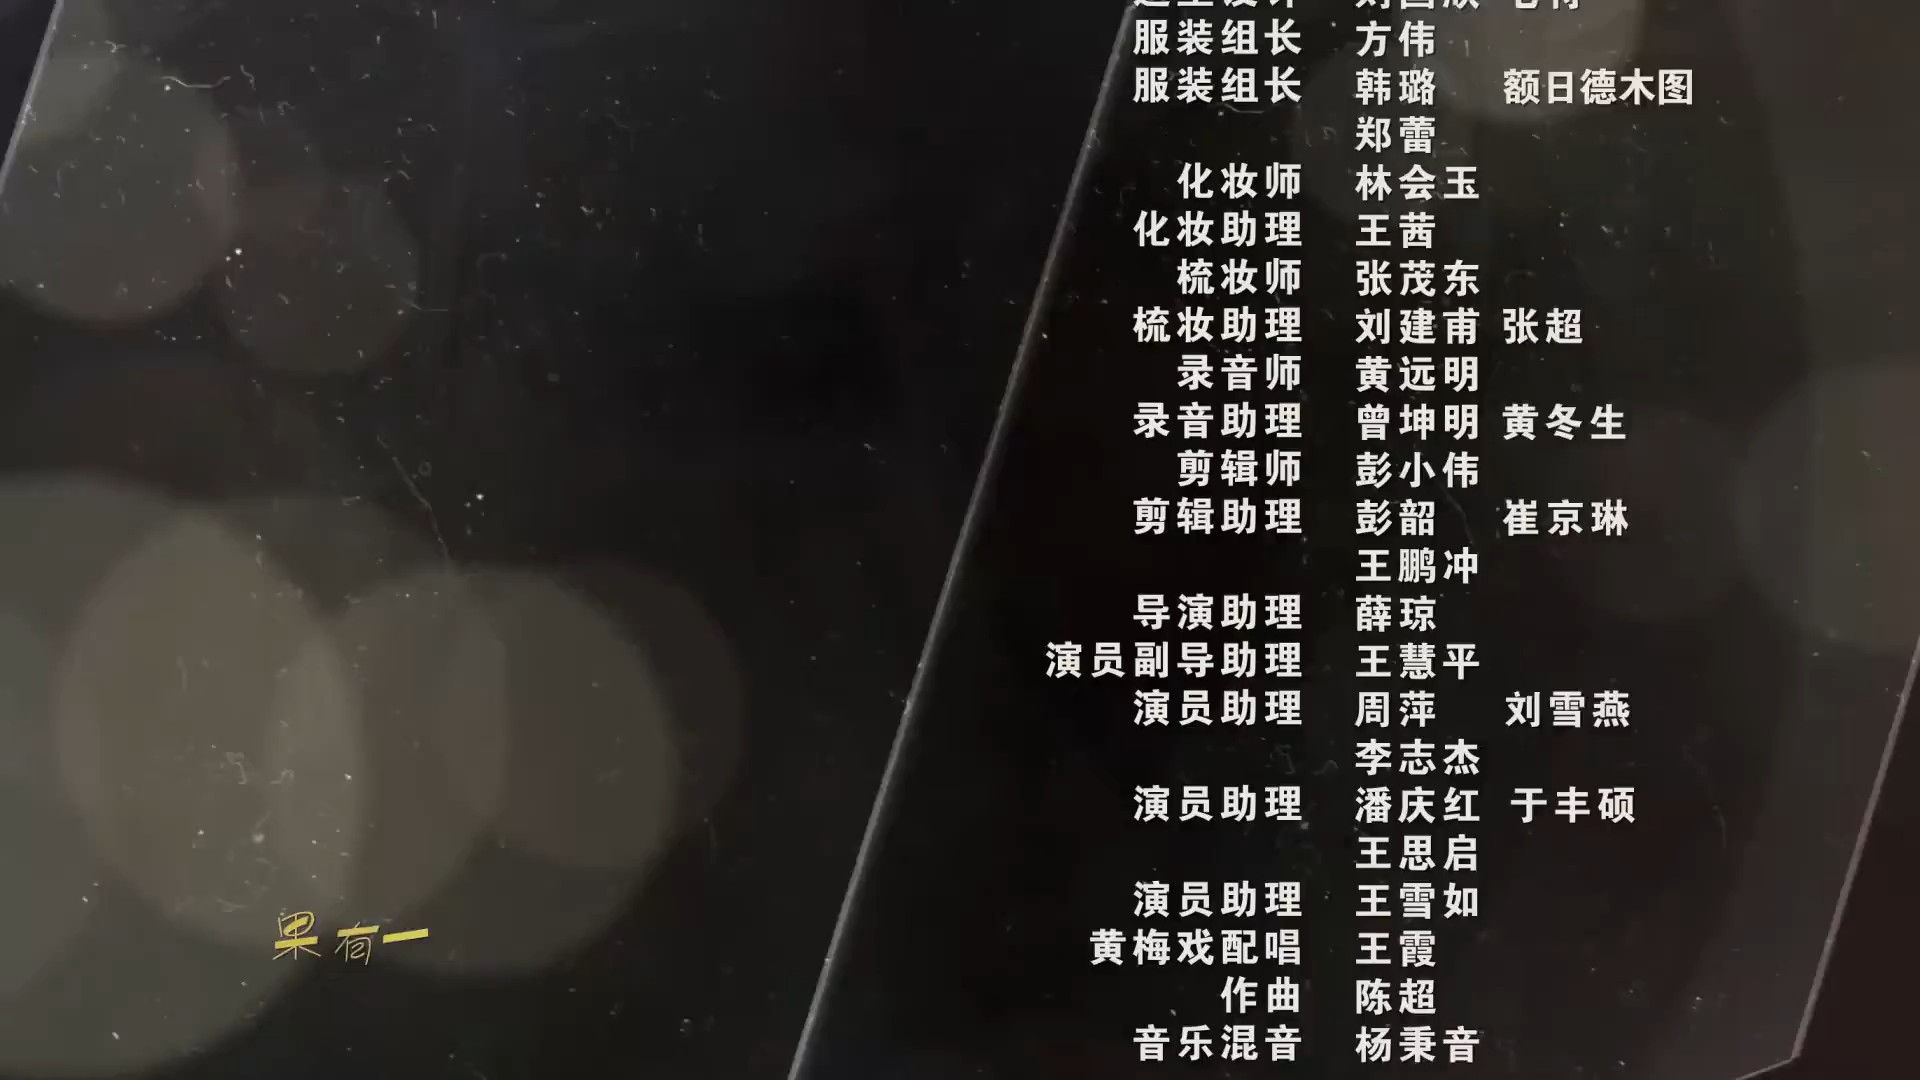 服装组长 方伟
服装组长 韩璐 额日德木图
郑蕾
化妆师 林会玉
化妆助理 王茜
梳妆师 张茂东
梳妆助理 刘建甫 张超
录音师 黄远明
录音助理 曾坤明 黄冬生
剪辑师 彭小伟
剪辑助理 彭韶 崔京琳
王鹏冲
导演助理 薛琼
演员副导助理 王慧平
演员助理 周萍 刘雪燕
李志杰
演员助理 潘庆红 于丰硕
王思启
演员助理 王雪如
果有一
黄梅戏配唱 王霞
作曲 陈超
音乐混音 杨秉音